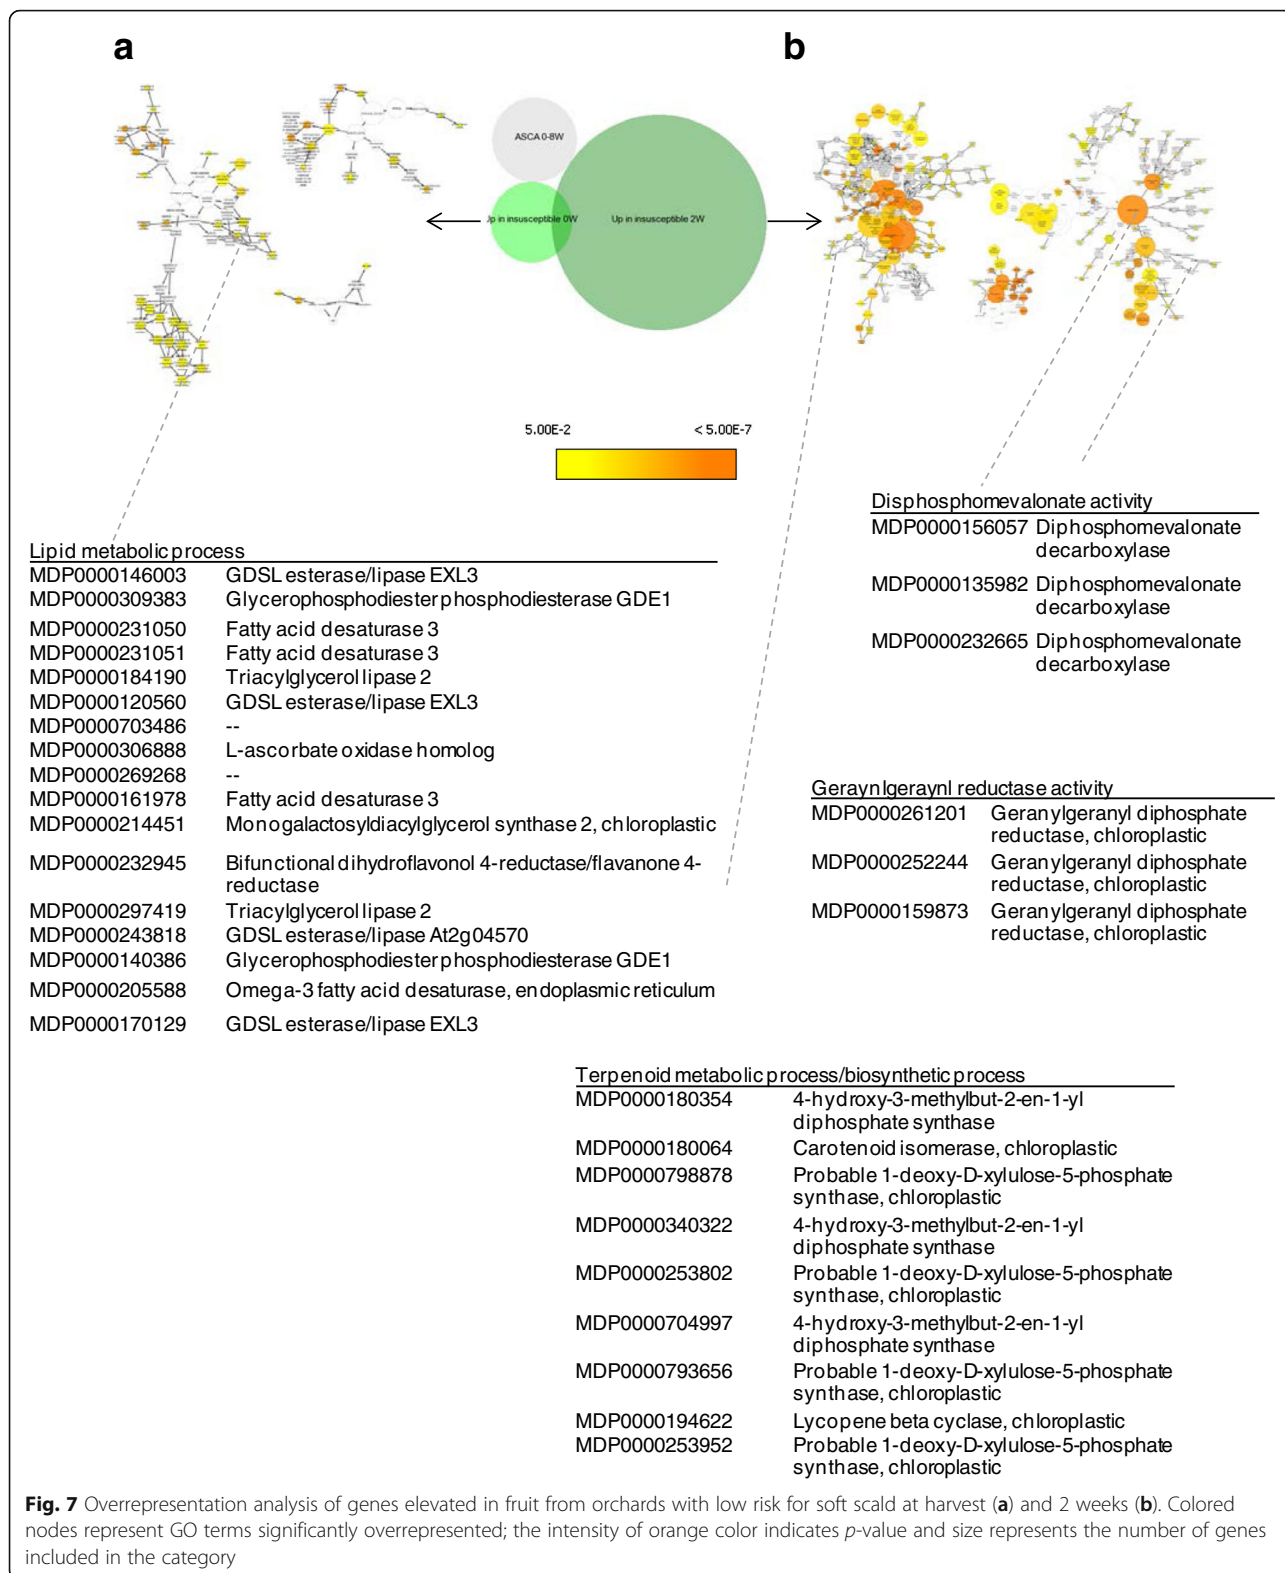 a
b
ASCA 0-8W
Jp in insusceptible 0W
Up in insusceptible 2W
5.00E-2
< 5.00E-7
Disphosphomevalonate activity
MDP0000156057 Diphosphomevalonate
decarboxylase
MDP0000135982 Diphosphomevalonate
decarboxylase
MDP0000232665 Diphosphomevalonate
decarboxylase
Lipid metabolic process
MDP0000146003 GDSL esterase/lipase EXL3
MDP0000309383 Glycerophosphodiester phosphodiesterase GDE1
MDP0000231050 Fatty acid desaturase 3
MDP0000231051 Fatty acid desaturase 3
MDP0000184190 Triacylglycerol lipase 2
MDP0000120560 GDSL esterase/lipase EXL3
MDP0000703486 --
MDP0000306888 L-ascorbate oxidase homolog
MDP0000269268 --
MDP0000161978 Fatty acid desaturase 3
MDP0000214451 Monogalactosyldiacylglycerol synthase 2, chloroplastic
MDP0000232945 Bifunctional dihydroflavonol 4-reductase/flavanone 4-
reductase
MDP0000297419 Triacylglycerol lipase 2
MDP0000243818 GDSL esterase/lipase At2g04570
MDP0000140386 Glycerophosphodiester phosphodiesterase GDE1
MDP0000205588 Omega-3 fatty acid desaturase, endoplasmic reticulum
MDP0000170129 GDSL esterase/lipase EXL3
Geraynlgeraynl reductase activity
MDP0000261201 Geranylgeranyl diphosphate
reductase, chloroplastic
MDP0000252244 Geranylgeranyl diphosphate
reductase, chloroplastic
MDP0000159873 Geranylgeranyl diphosphate
reductase, chloroplastic
Terpenoid metabolic process/biosynthetic process
MDP0000180354 4-hydroxy-3-methylbut-2-en-1-yl
diphosphate synthase
MDP0000180064 Carotenoid isomerase, chloroplastic
MDP0000798878 Probable 1-deoxy-D-xylulose-5-phosphate
synthase, chloroplastic
MDP0000340322 4-hydroxy-3-methylbut-2-en-1-yl
diphosphate synthase
MDP0000253802 Probable 1-deoxy-D-xylulose-5-phosphate
synthase, chloroplastic
MDP0000704997 4-hydroxy-3-methylbut-2-en-1-yl
diphosphate synthase
MDP0000793656 Probable 1-deoxy-D-xylulose-5-phosphate
synthase, chloroplastic
MDP0000194622 Lycopene beta cyclase, chloroplastic
MDP0000253952 Probable 1-deoxy-D-xylulose-5-phosphate
synthase, chloroplastic
Fig. 7 Overrepresentation analysis of genes elevated in fruit from orchards with low risk for soft scald at harvest (a) and 2 weeks (b). Colored
nodes represent GO terms significantly overrepresented; the intensity of orange color indicates p-value and size represents the number of genes
included in the category